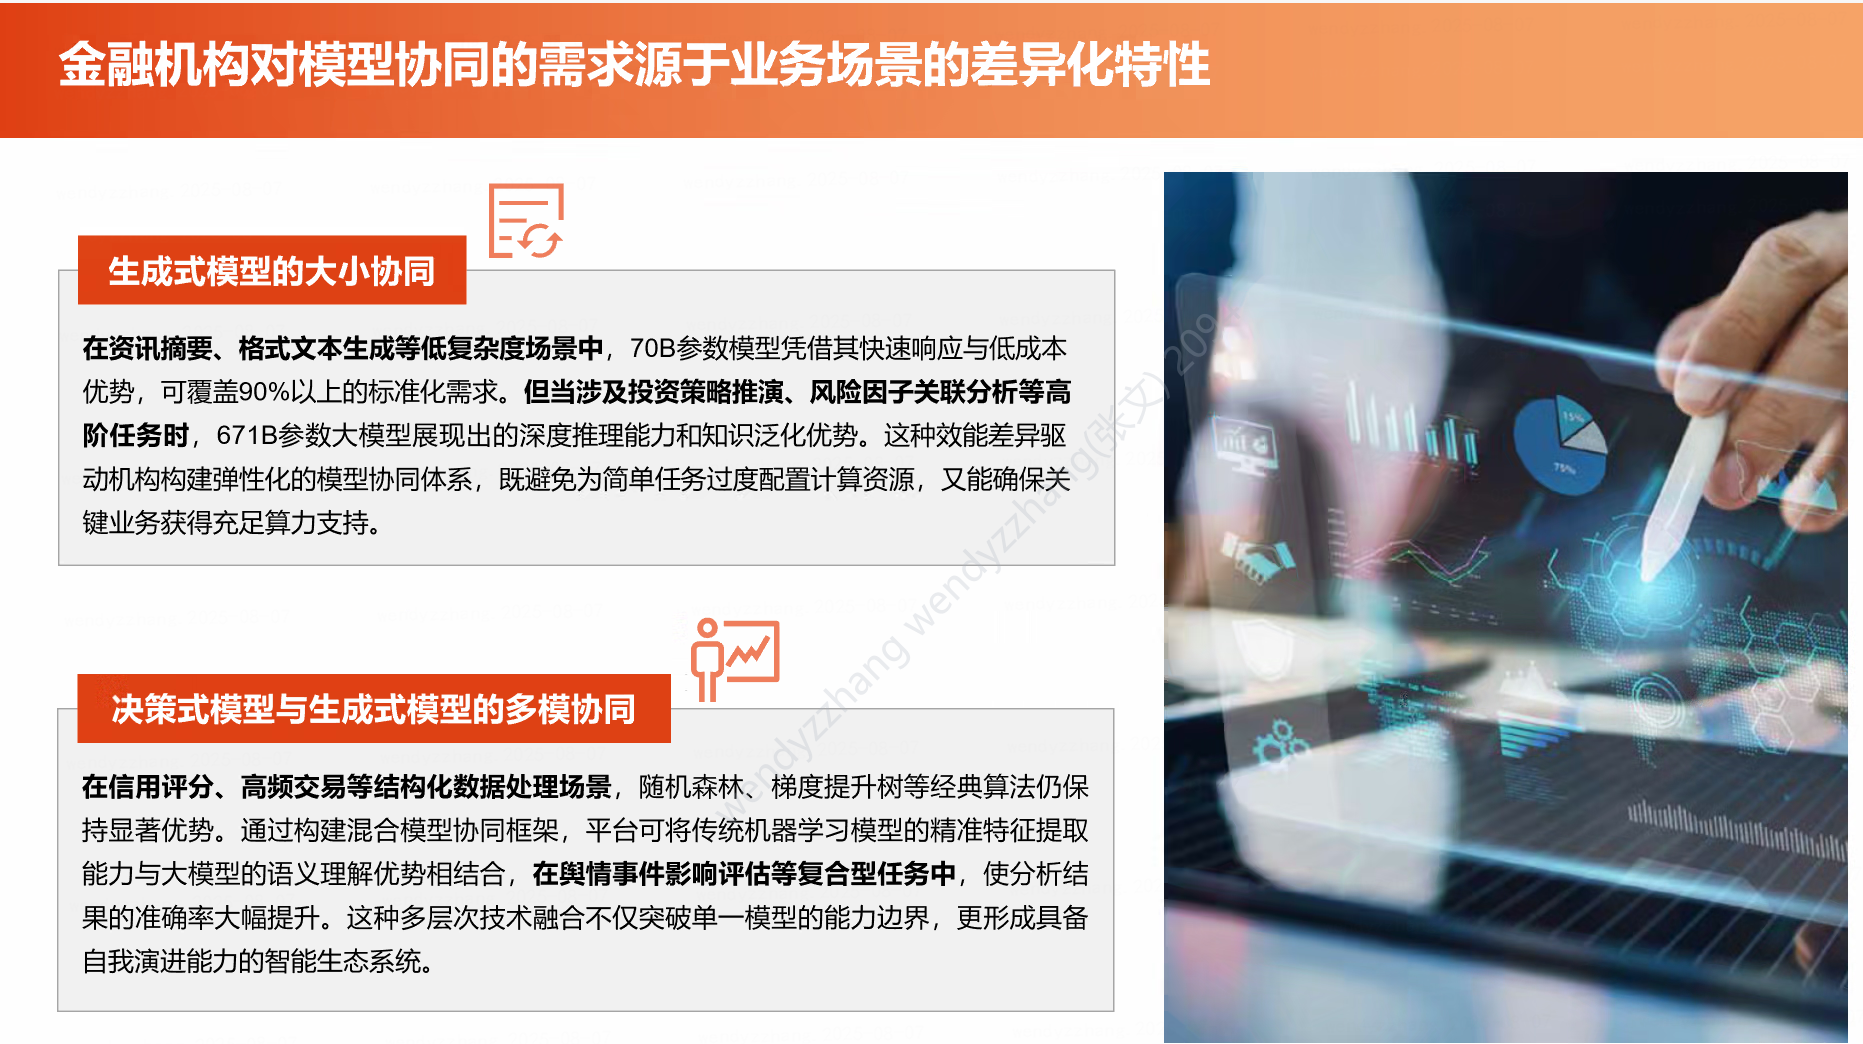 金融机构对模型协同的需求源于业务场景的差异化特性
生成式模型的大小协同
在资讯摘要、格式文本生成等低复杂度场景中，70B参数模型凭借其快速响应与低成本
优势，可覆盖90%以上的标准化需求。但当涉及投资策略推演、风险因子关联分析等高
阶任务时，671B参数大模型展现出的深度推理能力和知识泛化优势。这种效能差异驱
动机构构建弹性化的模型协同体系，既避免为简单任务过度配置计算资源，又能确保关
键业务获得充足算力支持。
决策式模型与生成式模型的多模协同
在信用评分、高频交易等结构化数据处理场景，随机森林、梯度提升树等经典算法仍保
持显著优势。通过构建混合模型协同框架，平台可将传统机器学习模型的精准特征提取
能力与大模型的语义理解优势相结合，在舆情事件影响评估等复合型任务中，使分析结
果的准确率大幅提升。这种多层次技术融合不仅突破单一模型的能力边界，更形成具备
自我演进能力的智能生态系统。
wendyzzhang wendyzzhang(张文) 209
15%
75%